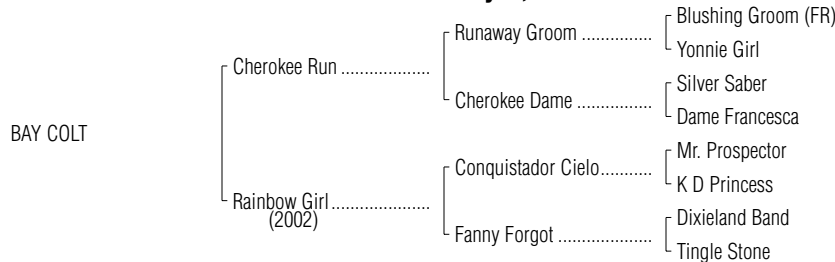 Blushing Groom (FR)
Runaway Groom ................
Yonnie Girl
Cherokee Run ....................
Silver Saber
Cherokee Dame .................
Dame Francesca
BAY COLT
Mr. Prospector
Conquistador Cielo............
K D Princess
Rainbow Girl......................
(2002)
Dixieland Band
Fanny Forgot .....................
Tingle Stone